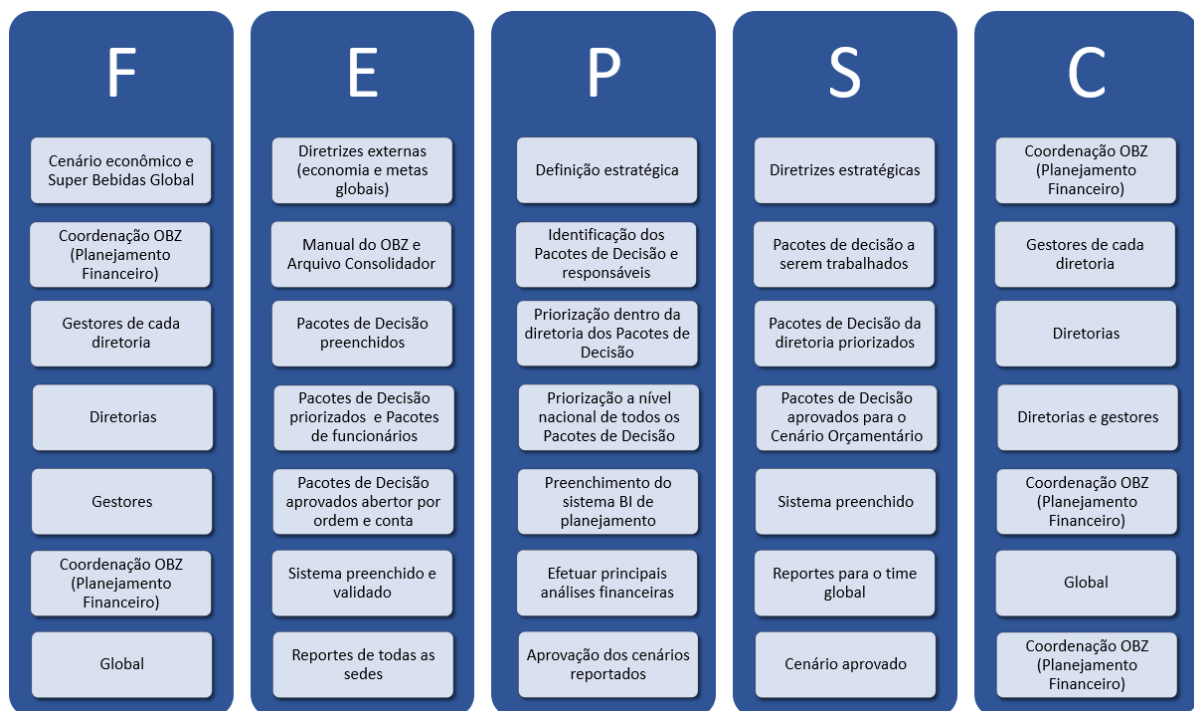 F
Cenário econômico e
Super Bebidas Global
Coordenação OBZ
(Planejamento
Financeiro)
Gestores de cada
diretoria
Diretorias
Gestores
Coordenação OBZ
(Planejamento
Financeiro)
Global
E
Diretrizes externas
(economia e metas
globais)
Manual do OBZ e
Arquivo Consolidador
Pacotes de Decisão
preenchidos
Pacotes de Decisão
priorizados e Pacotes
de funcionários
Pacotes de Decisão
aprovados abertor por
ordem e conta
Sistema preenchido e
validado
Reportes de todas as
sedes
P
Definição estratégica
Identificação dos
Pacotes de Decisão e
responsáveis
Priorização dentro da
diretoria dos Pacotes de
Decisão
Priorização a nível
nacional de todos os
Pacotes de Decisão
Preenchimento do
sistema BI de
planejamento
Efetuar principais
análises financeiras
Aprovação dos cenários
reportados
S
Diretrizes estratégicas
Pacotes de decisão a
serem trabalhados
Pacotes de Decisão da
diretoria priorizados
Pacotes de Decisão
aprovados para o
Cenário Orçamentário
Sistema preenchido
Reportes para o time
global
Cenário aprovado
C
Coordenação OBZ
(Planejamento
Financeiro)
Gestores de cada
diretoria
Diretorias
Diretorias e gestores
Coordenação OBZ
(Planejamento
Financeiro)
Global
Coordenação OBZ
(Planejamento
Financeiro)